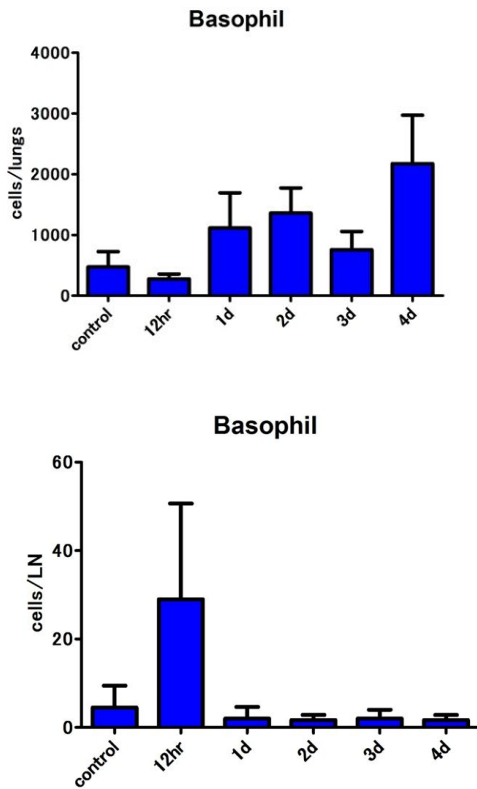 Basophil
4000
3000
2000
1000
0
cells/lungs
control 12hr 1d 2d 3d 4d
Basophil
60
40
20
0
cells/LN
control 12hr 1d 2d 3d 4d